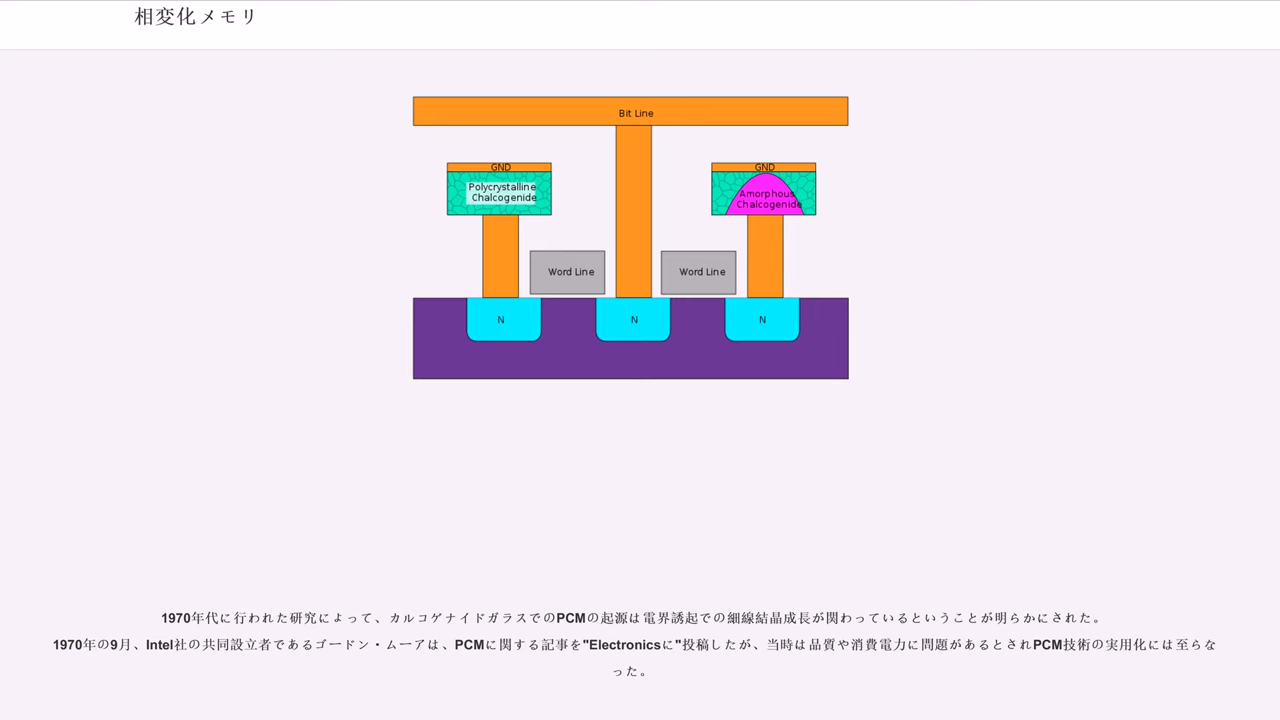 相変化メモリ
Bit Line
GND
GND
Polycrystalline
Chalcogenide
Amorphous
Chalcogenide
Word Line
Word Line
N
N
N
1970年代に行われた研究によって、カルコゲナイドガラスでのPCMの起源は電界誘起での細線結晶成長が関わっているということが明らかにされた。
1970年の9月、Intel社の共同設立者であるゴードン・ムーアは、PCMに関する記事を"Electronicsに"投稿したが、当時は品質や消費電力に問題があるとされPCM技術の実用化には至らな
った。